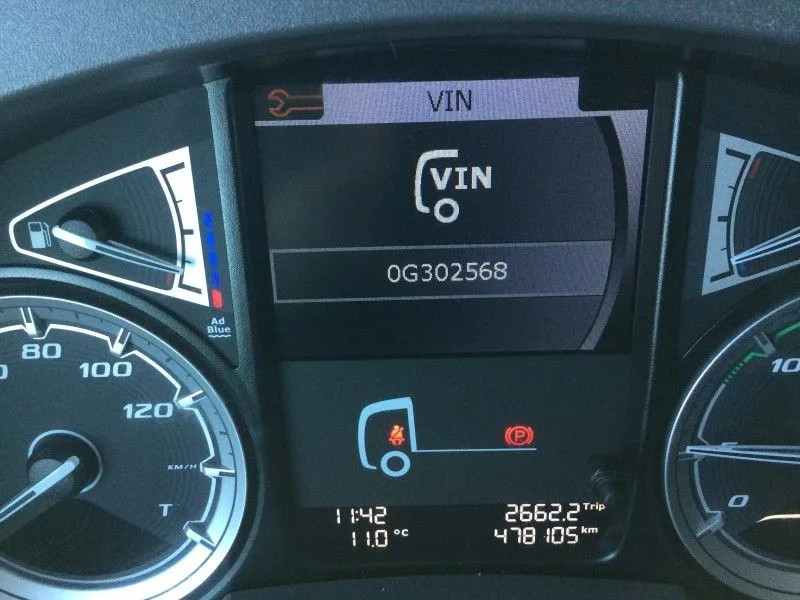 VIN
VIN
0G302568
Ad
Blue
80
100
120
KM/H
T
10
0
P
11:42
2662.2 Trip
11.0 °C
478105 km